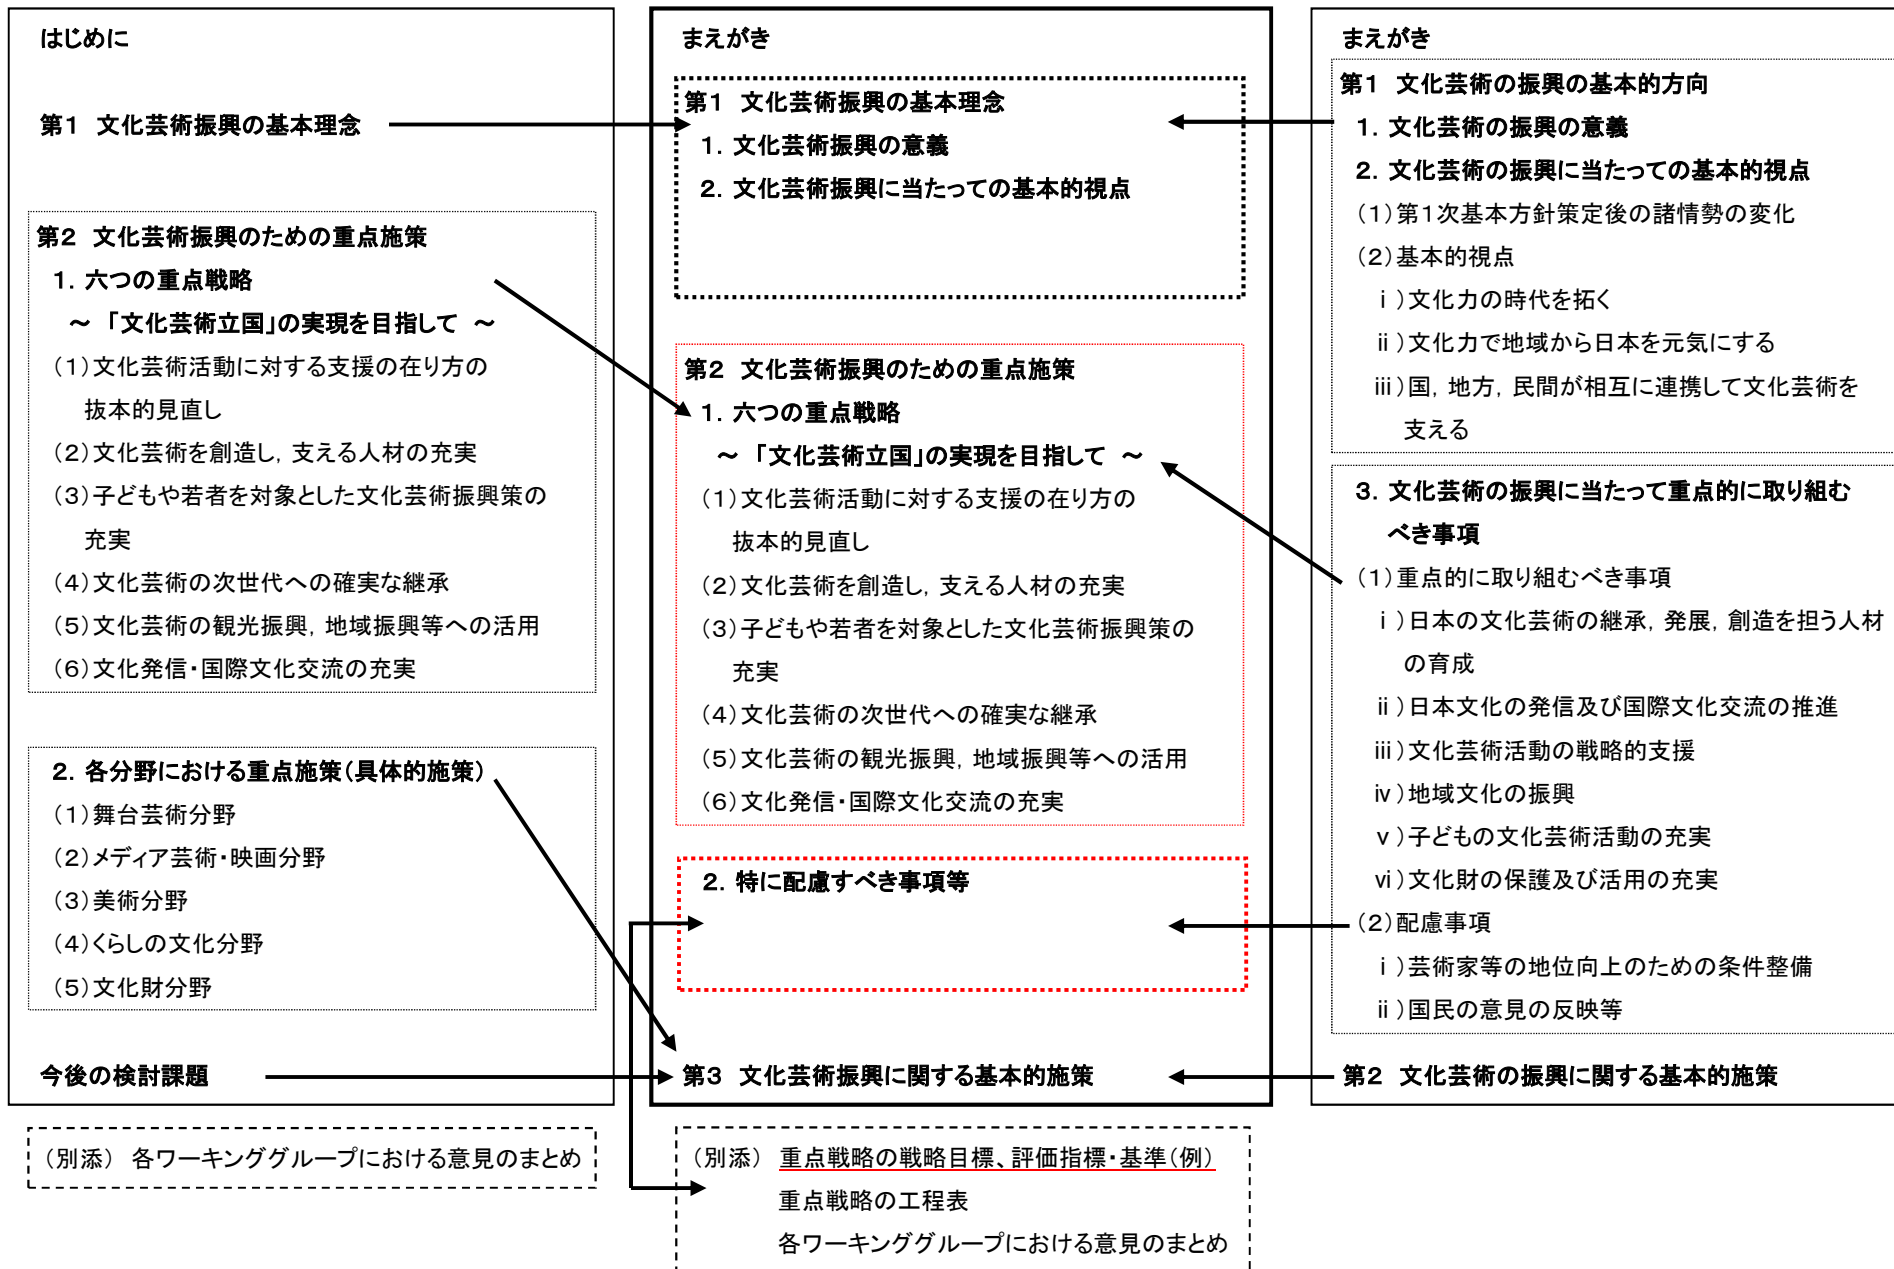 はじめに
第1 文化芸術振興の基本理念
第2 文化芸術振興のための重点施策
1. 六つの重点戦略
～「文化芸術立国」の実現を目指して ～
(1)文化芸術活動に対する支援の在り方の
抜本的見直し
(2)文化芸術を創造し, 支える人材の充実
(3)子どもや若者を対象とした文化芸術振興策の
充実
(4)文化芸術の次世代への確実な継承
(5)文化芸術の観光振興, 地域振興等への活用
(6)文化発信・国際文化交流の充実
2. 各分野における重点施策(具体的施策)
(1)舞台芸術分野
(2)メディア芸術・映画分野
(3)美術分野
(4)くらしの文化分野
(5)文化財分野
今後の検討課題
(別添) 各ワーキンググループにおける意見のまとめ
まえがき
第1 文化芸術振興の基本理念
1. 文化芸術振興の意義
2. 文化芸術振興に当たっての基本的視点
第2 文化芸術振興のための重点施策
1. 六つの重点戦略
～「文化芸術立国」の実現を目指して ～
(1)文化芸術活動に対する支援の在り方の
抜本的見直し
(2)文化芸術を創造し, 支える人材の充実
(3)子どもや若者を対象とした文化芸術振興策の
充実
(4)文化芸術の次世代への確実な継承
(5)文化芸術の観光振興, 地域振興等への活用
(6)文化発信・国際文化交流の充実
2. 特に配慮すべき事項等
第3 文化芸術振興に関する基本的施策
(別添) 重点戦略の戦略目標、評価指標・基準(例)
重点戦略の工程表
各ワーキンググループにおける意見のまとめ
まえがき
第1 文化芸術の振興の基本的方向
1. 文化芸術の振興の意義
2. 文化芸術の振興に当たっての基本的視点
(1)第1次基本方針策定後の諸情勢の変化
(2)基本的視点
ⅰ)文化力の時代を拓く
ⅱ)文化力で地域から日本を元気にする
ⅲ)国, 地方, 民間が相互に連携して文化芸術を
支える
3. 文化芸術の振興に当たって重点的に取り組む
べき事項
(1)重点的に取り組むべき事項
ⅰ)日本の文化芸術の継承, 発展, 創造を担う人材
の育成
ⅱ)日本文化の発信及び国際文化交流の推進
ⅲ)文化芸術活動の戦略的支援
ⅳ)地域文化の振興
ⅴ)子どもの文化芸術活動の充実
ⅵ)文化財の保護及び活用の充実
(2)配慮事項
ⅰ)芸術家等の地位向上のための条件整備
ⅱ)国民の意見の反映等
第2 文化芸術の振興に関する基本的施策